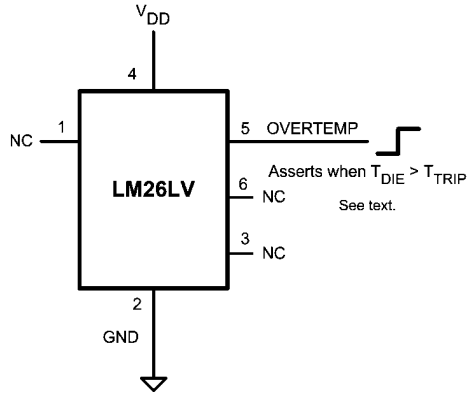 VDD
4
1
NC
5 OVERTEMP
Asserts when TDIE > TTRIP
LM26LV
6
NC
See text.
3
NC
2
GND